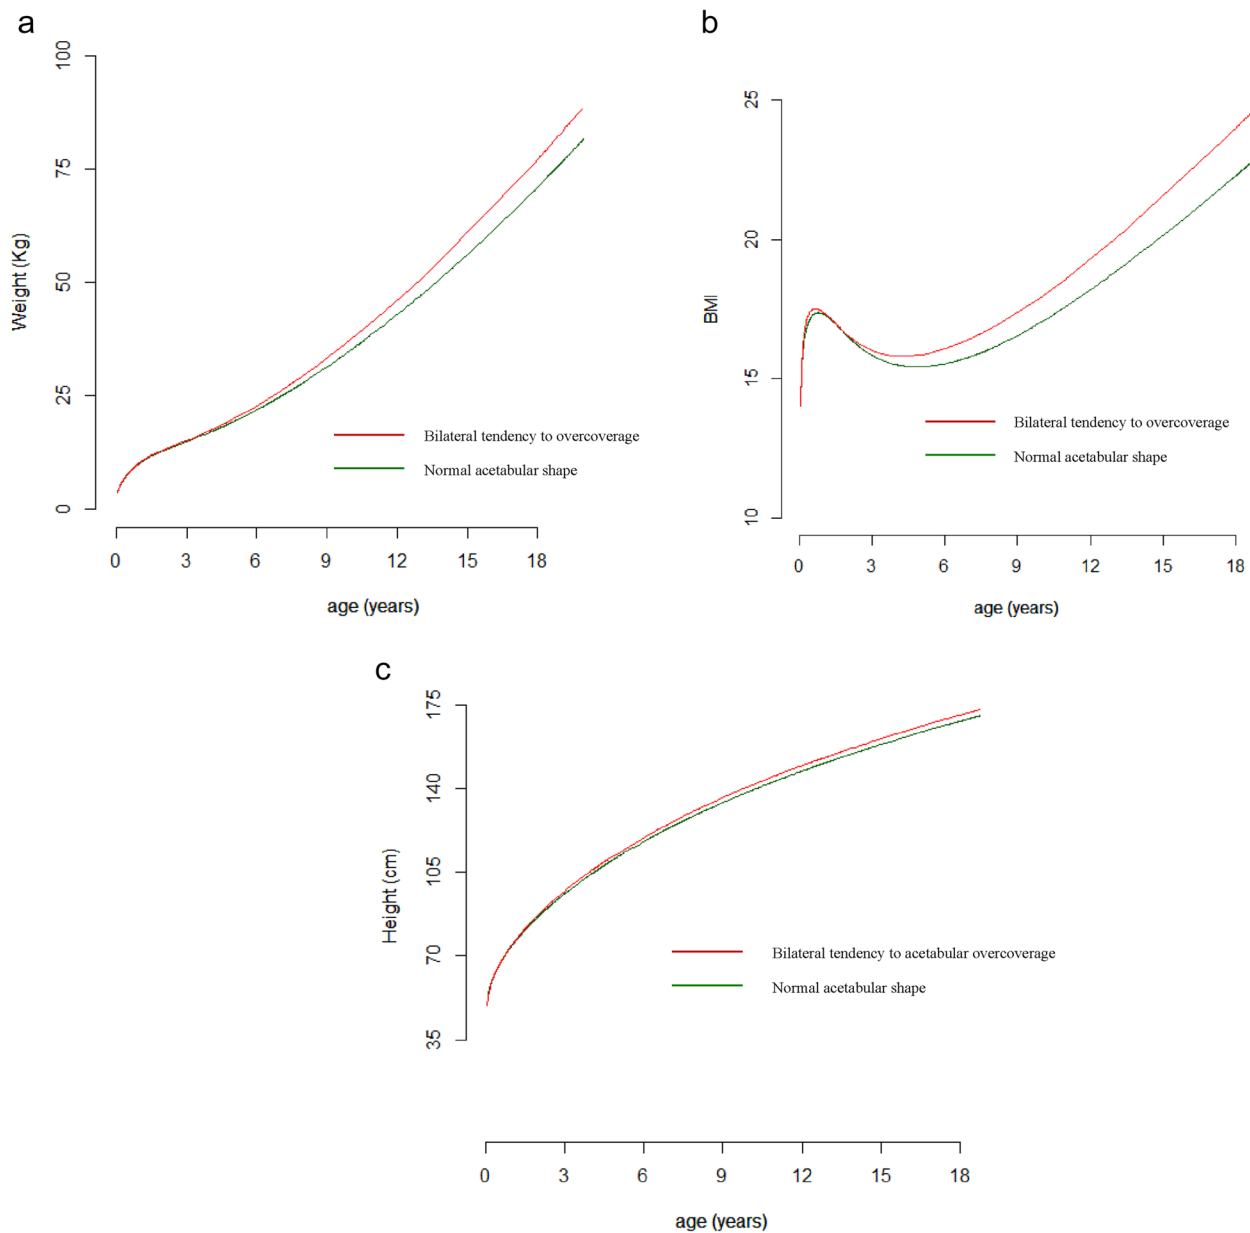 a
100
75
50
25
0
Weight (Kg)
Bilateral tendency to overcoverage
Normal acetabular shape
0 3 6 9 12 15 18
age (years)
b
25
20
15
10
BMI
Bilateral tendency to overcoverage
Normal acetabular shape
0 3 6 9 12 15 18
age (years)
c
175
140
105
70
35
Height (cm)
Bilateral tendency to acetabular overcoverage
Normal acetabular shape
0 3 6 9 12 15 18
age (years)